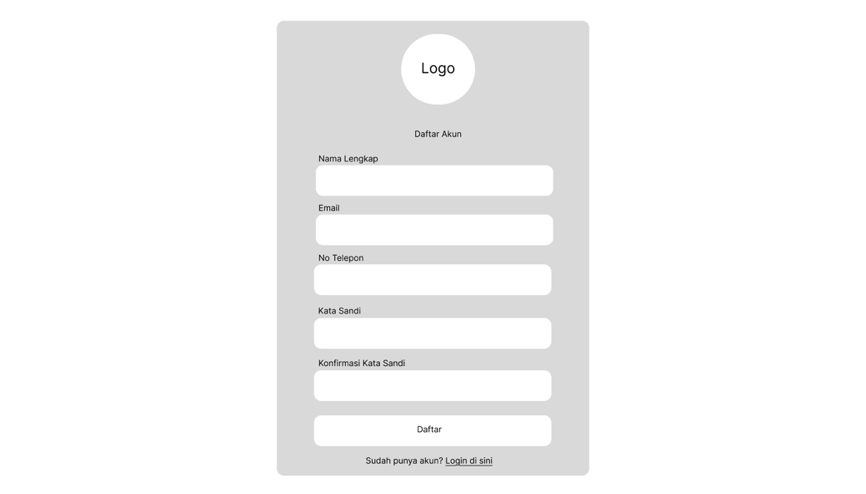 Logo
Daftar Akun
Nama Lengkap
Email
No Telepon
Kata Sandi
Konfirmasi Kata Sandi
Daftar
Sudah punya akun? Login di sini